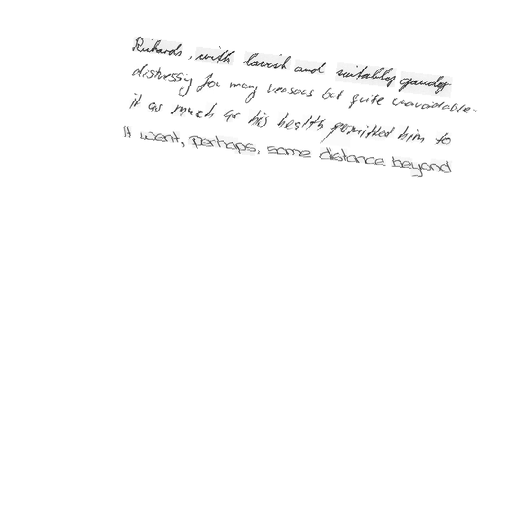 Richards, with lavish and suitably gaudy
distressing for many reasons but quite unavoidable.
it as much as his health permitted him to
It went, perhaps, some distance beyond